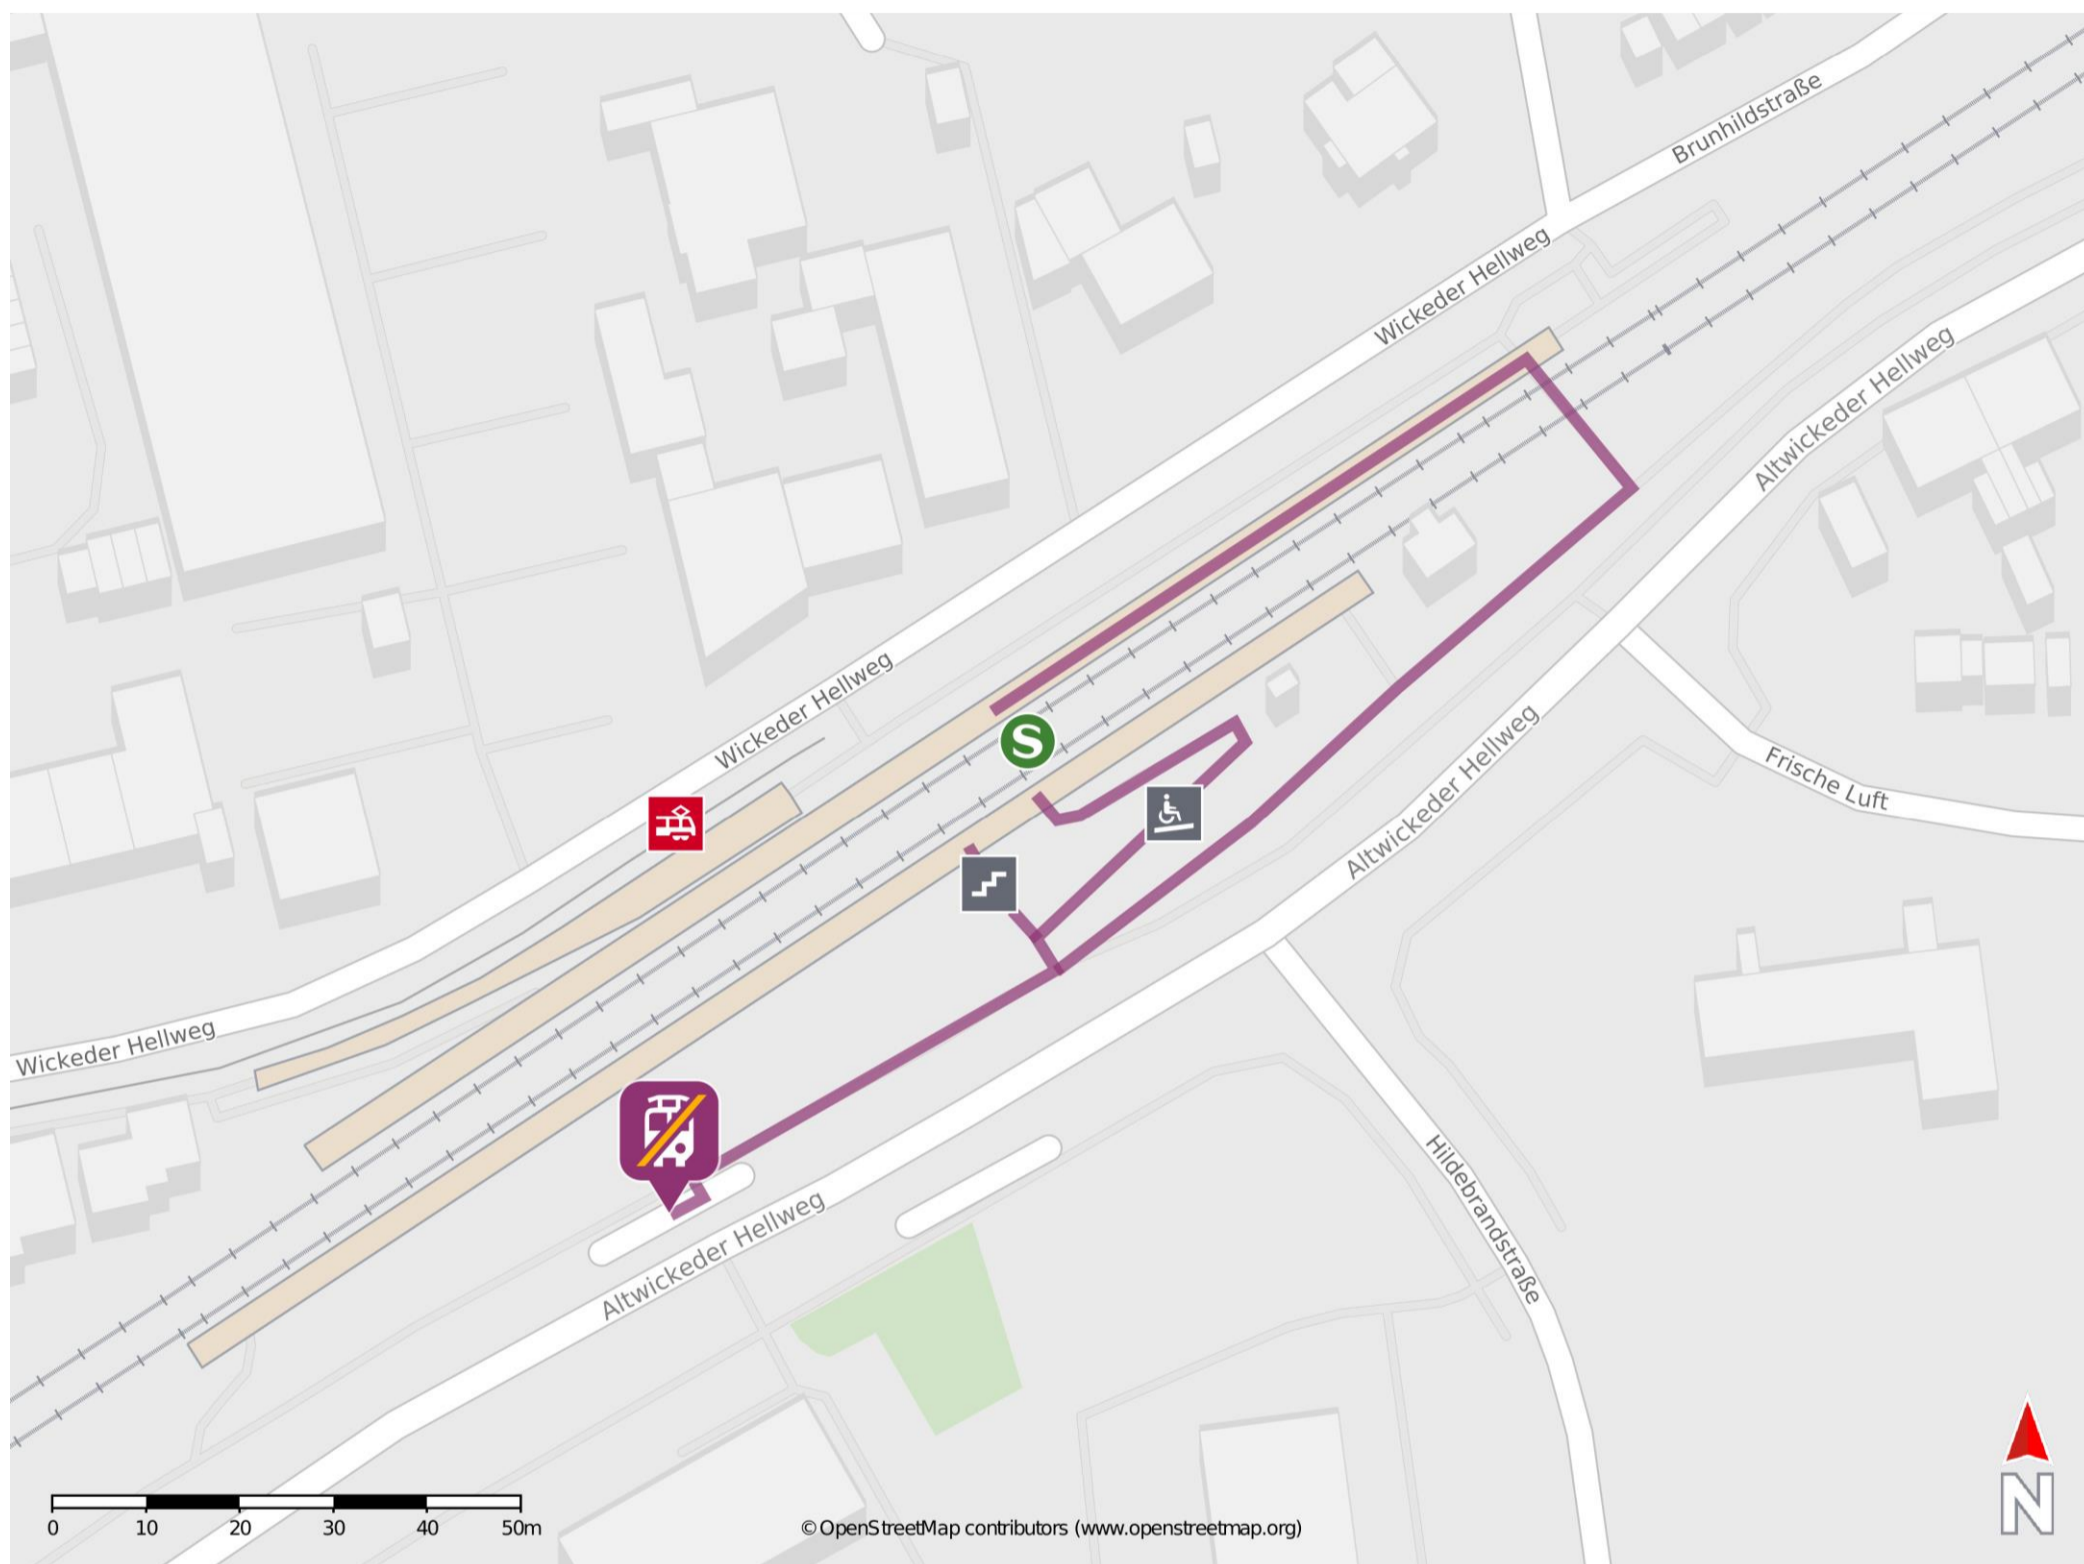 Brunhildstraße
Wickeder Hellweg
Altwickeder Hellweg
Wickeder Hellweg
S
Altwickeder Hellweg
Frische Luft
Wickeder Hellweg
Altwickeder Hellweg
Hildebrandstraße
N
0 10 20 30 40 50m
© OpenStreetMap contributors (www.openstreetmap.org)